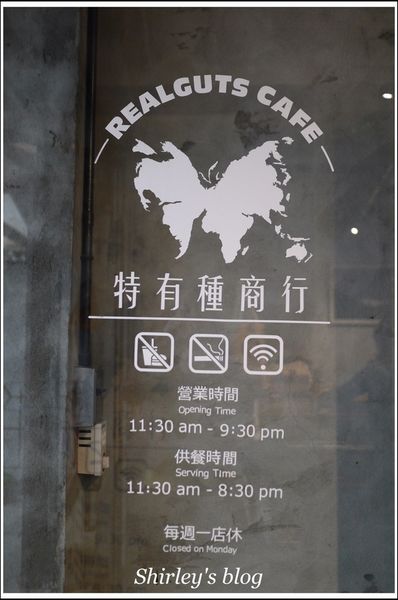 REALGUTS CAFE
特有種商行
營業時間
Opening Time
11:30 am - 9:30 pm
供餐時間
Serving Time
11:30 am - 8:30 pm
每週一店休
Closed on Monday
Shirley's blog